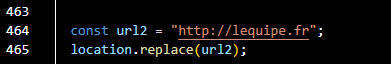 463
464 const url2 = "http://lequipe.fr";
465 location.replace(url2);